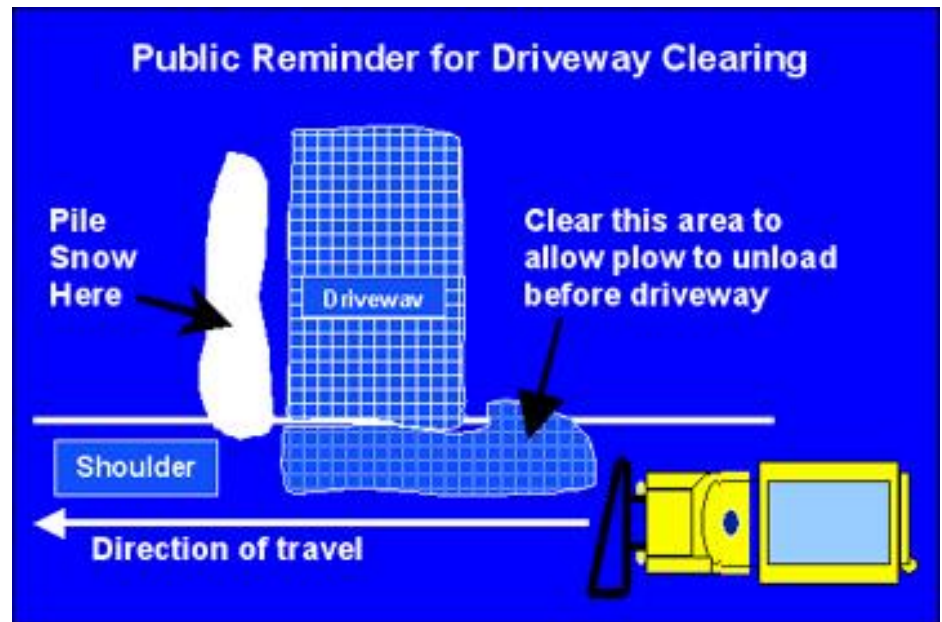 Public Reminder for Driveway Clearing
Pile
Snow
Here
Clear this area to
allow plow to unload
before driveway
Driveway
Shoulder
Direction of travel